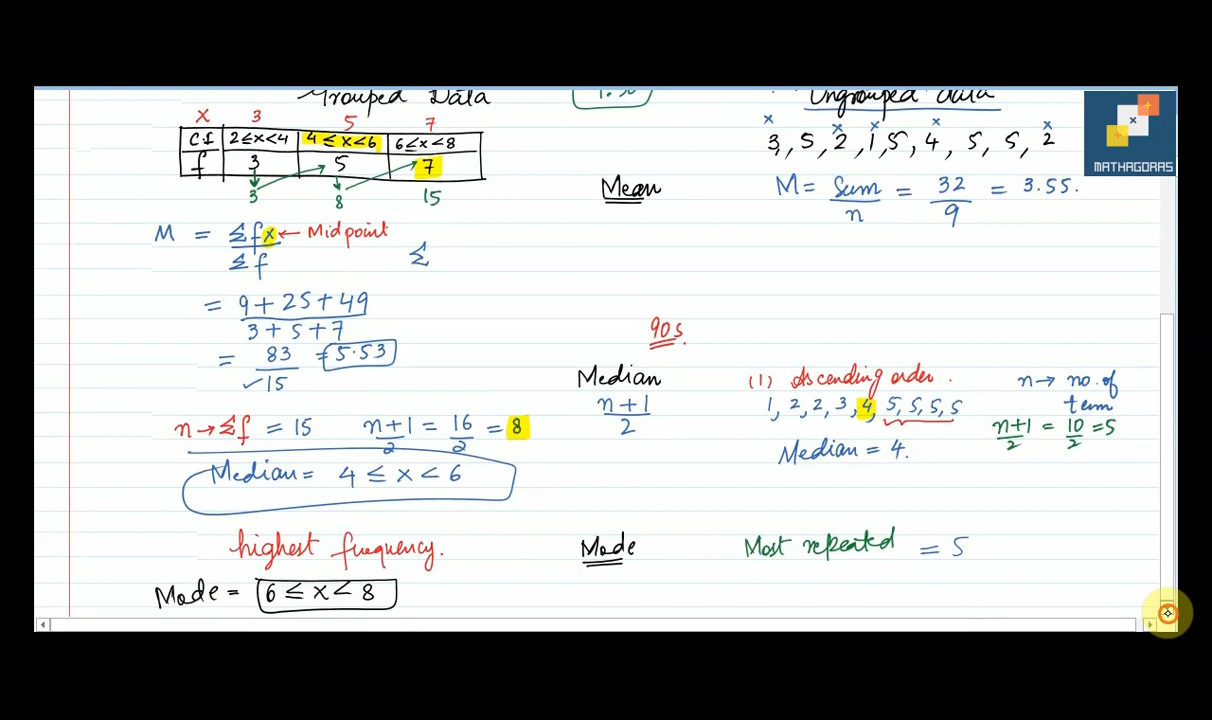 Grouped Data
Ungrouped data
X 3 5 7
C.I 2≤x<4 4≤x<6 6≤x<8
f 3 5 7
3 8 15
x x x x x
3, 5, 2, 1, 5, 4, 5, 5, 2
MATHAGORAS
Mean
M = Sum/n = 32/9 = 3.55.
M = Σfx/Σf ← Midpoint
Σ
= 9+25+49/3+5+7
= 83/15 = 5.53
90s.
Median
n+1/2
(1) Ascending order.
1, 2, 2, 3, 4, 5, 5, 5, 5
n → no. of term
n+1/2 = 10/2 = 5
Median = 4.
n → Σf = 15 n+1/2 = 16/2 = 8
Median = 4 ≤ x < 6
highest frequency.
Mode
Most repeated = 5
Mode = 6 ≤ x < 8